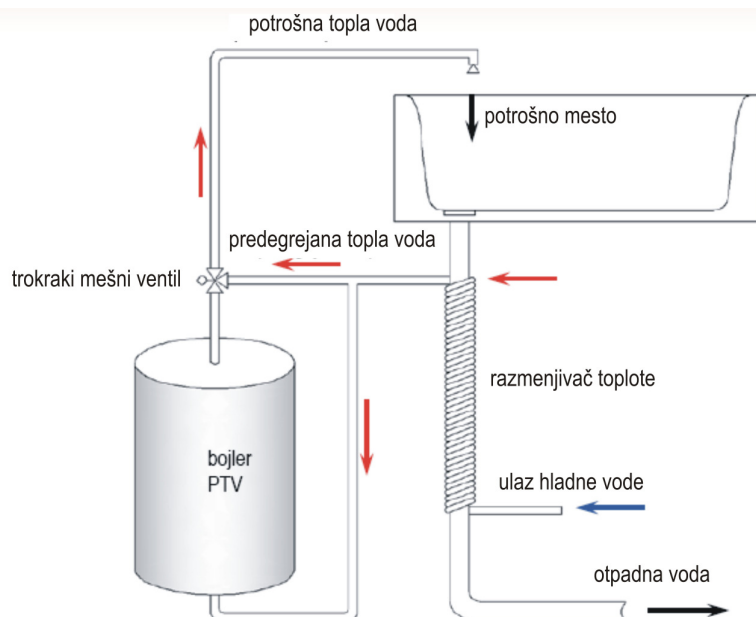 potrošna topla voda
potrošno mesto
predegrejana topla voda
trokraki mešni ventil
razmenjivač toplote
bojler
PTV
ulaz hladne vode
otpadna voda